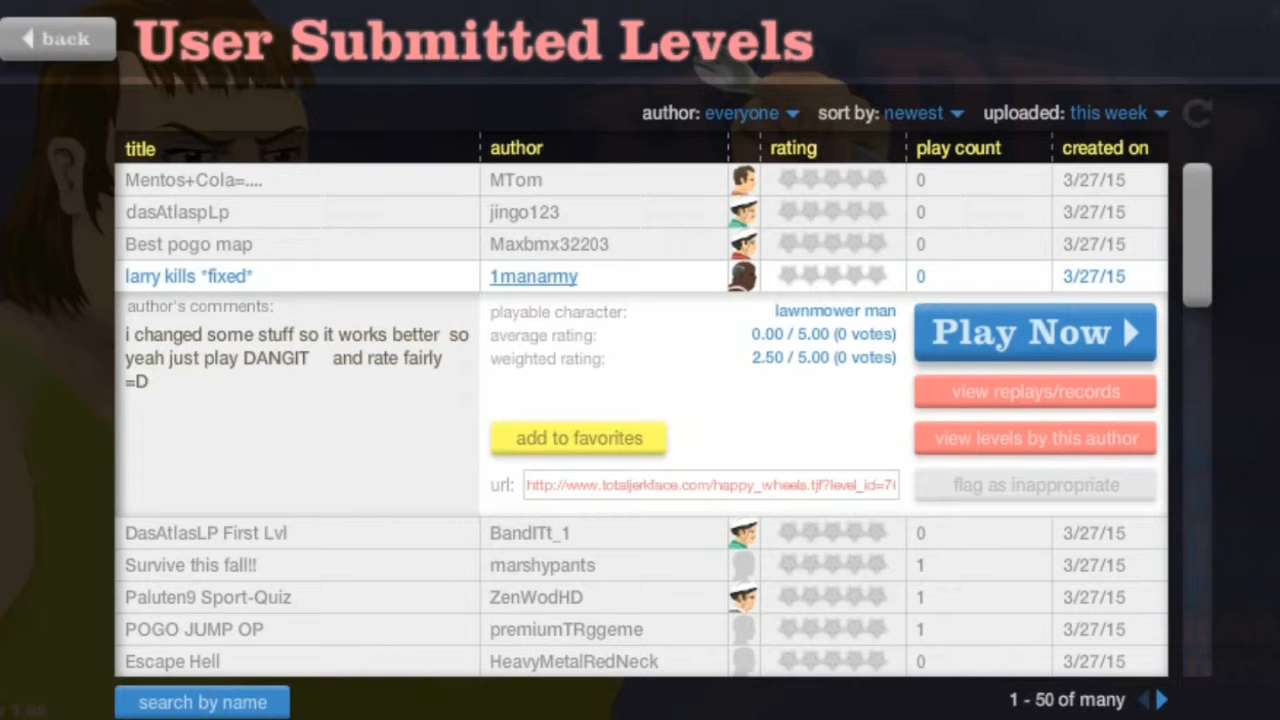 back
User Submitted Levels
author: everyone sort by: newest uploaded: this week
title author rating play count created on
Mentos+Cola=.... MTom 0 3/27/15
dasAtlaspLp jingo123 0 3/27/15
Best pogo map Maxbmx32203 0 3/27/15
larry kills *fixed* 1manarmy 0 3/27/15
author's comments:
i changed some stuff so it works better so
yeah just play DANGIT and rate fairly
=D
playable character: lawnmower man
average rating: 0.00 / 5.00 (0 votes)
weighted rating: 2.50 / 5.00 (0 votes)
add to favorites
url: http://www.totaljerkface.com/happy_wheels.tjf?level_id=7
Play Now
view replays/records
view levels by this author
flag as inappropriate
DasAtlasLP First Lvl BandITt_1 0 3/27/15
Survive this fall!! marshypants 1 3/27/15
Paluten9 Sport-Quiz ZenWodHD 1 3/27/15
POGO JUMP OP premiumTRggeme 1 3/27/15
Escape Hell HeavyMetalRedNeck 0 3/27/15
search by name
1 - 50 of many